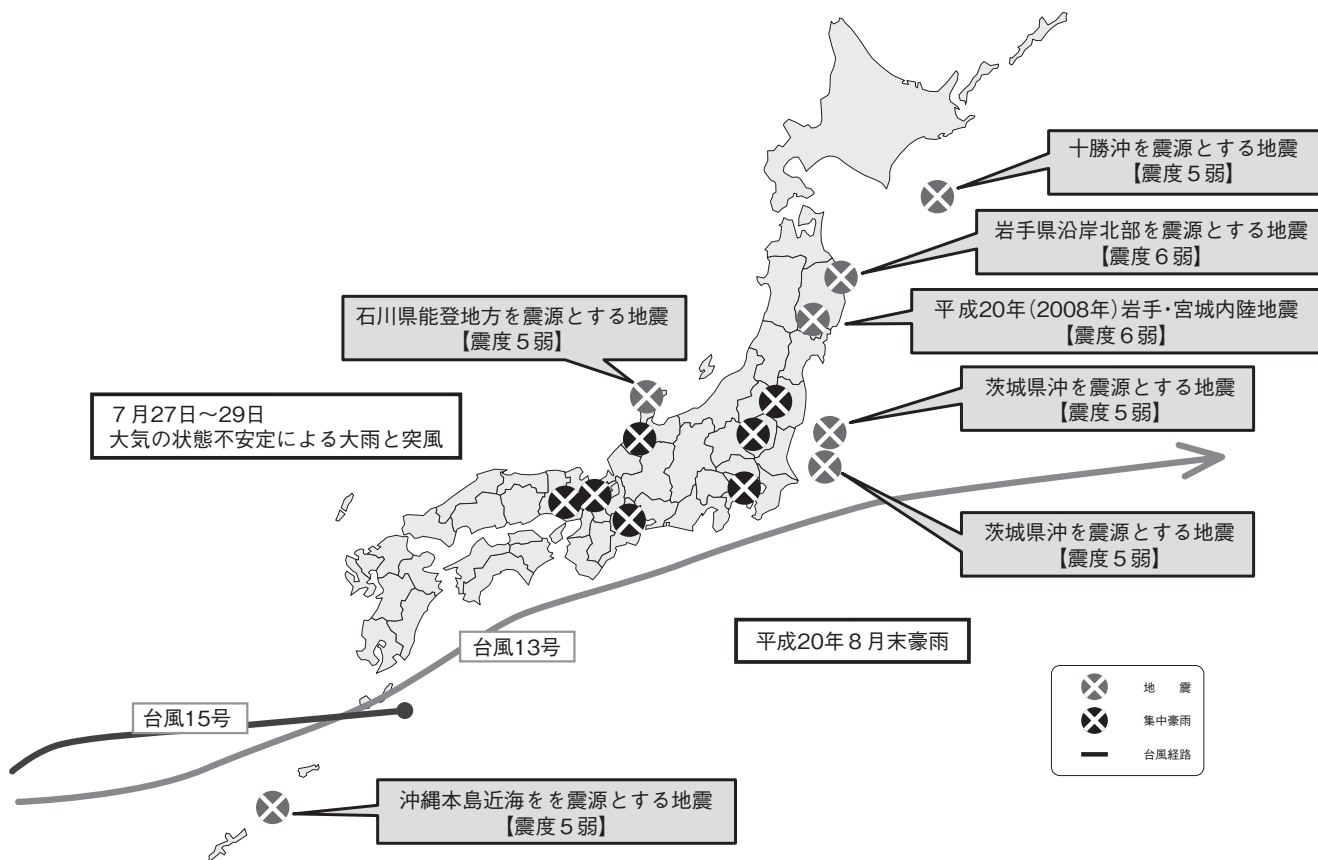 十勝沖を震源とする地震
【震度５弱】
岩手県沿岸北部を震源とする地震
【震度６弱】
石川県能登地方を震源とする地震
【震度５弱】
平成20年(2008年)岩手・宮城内陸地震
【震度６弱】
７月27日～29日
大気の状態不安定による大雨と突風
茨城県沖を震源とする地震
【震度５弱】
茨城県沖を震源とする地震
【震度５弱】
台風13号
平成20年８月末豪雨
台風15号
地　震
集中豪雨
台風経路
沖縄本島近海をを震源とする地震
【震度５弱】